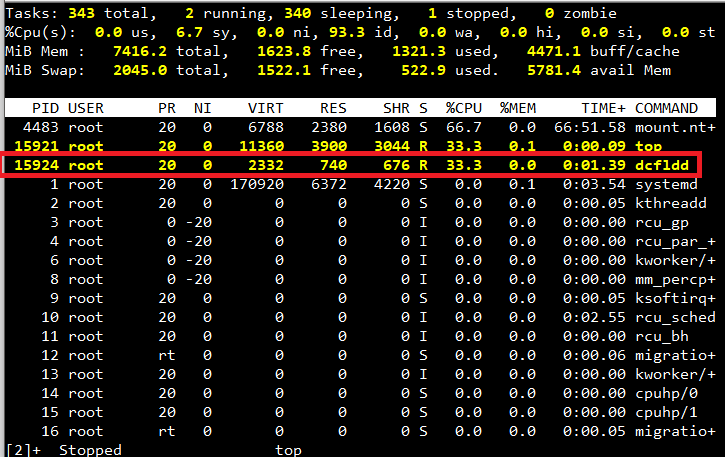 Tasks: 343 total,   2 running, 340 sleeping,   1 stopped,   0 zombie
%Cpu(s):  0.0 us,  6.7 sy,  0.0 ni, 93.3 id,  0.0 wa,  0.0 hi,  0.0 si,  0.0 st
MiB Mem :   7416.2 total,   1623.8 free,   1321.3 used,   4471.1 buff/cache
MiB Swap:   2045.0 total,   1522.1 free,    522.9 used.   5781.4 avail Mem
PID USER      PR  NI    VIRT    RES    SHR S  %CPU  %MEM     TIME+ COMMAND
4483 root      20   0    6788   2380   1608 S  66.7   0.0  66:51.58 mount.nt+
15921 root      20   0   11360   3900   3044 R  33.3   0.1   0:00.09 top
15924 root      20   0    2332    740    676 R  33.3   0.0   0:01.39 dcfldd
1 root      20   0  170920   6372   4220 S   0.0   0.1   0:03.54 systemd
2 root      20   0       0      0      0 S   0.0   0.0   0:00.05 kthreadd
3 root       0 -20       0      0      0 I   0.0   0.0   0:00.00 rcu_gp
4 root       0 -20       0      0      0 I   0.0   0.0   0:00.00 rcu_par_+
6 root       0 -20       0      0      0 I   0.0   0.0   0:00.00 kworker/+
8 root       0 -20       0      0      0 I   0.0   0.0   0:00.00 mm_percp+
9 root      20   0       0      0      0 S   0.0   0.0   0:00.05 ksoftirq+
10 root      20   0       0      0      0 I   0.0   0.0   0:02.55 rcu_sched
11 root      20   0       0      0      0 I   0.0   0.0   0:00.00 rcu_bh
12 root      rt   0       0      0      0 S   0.0   0.0   0:00.06 migratio+
13 root      20   0       0      0      0 I   0.0   0.0   0:00.00 kworker/+
14 root      20   0       0      0      0 S   0.0   0.0   0:00.00 cpuhp/0
15 root      20   0       0      0      0 S   0.0   0.0   0:00.00 cpuhp/1
16 root      rt   0       0      0      0 S   0.0   0.0   0:00.05 migratio+
[2]+  Stopped                 top